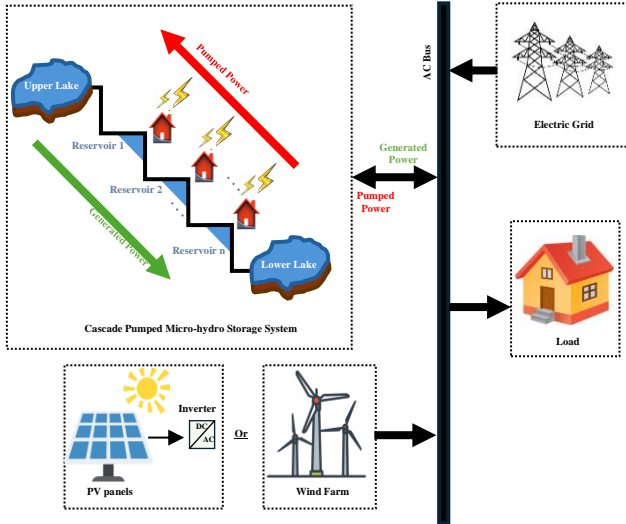 Pumped Power
Upper Lake
Reservoir 1
Reservoir 2
Reservoir n
Generated Power
Lower Lake
Cascade Pumped Micro-hydro Storage System
AC Bus
Electric Grid
Generated
Power
Pumped
Power
Load
Inverter
DC
AC
Or
PV panels
Wind Farm